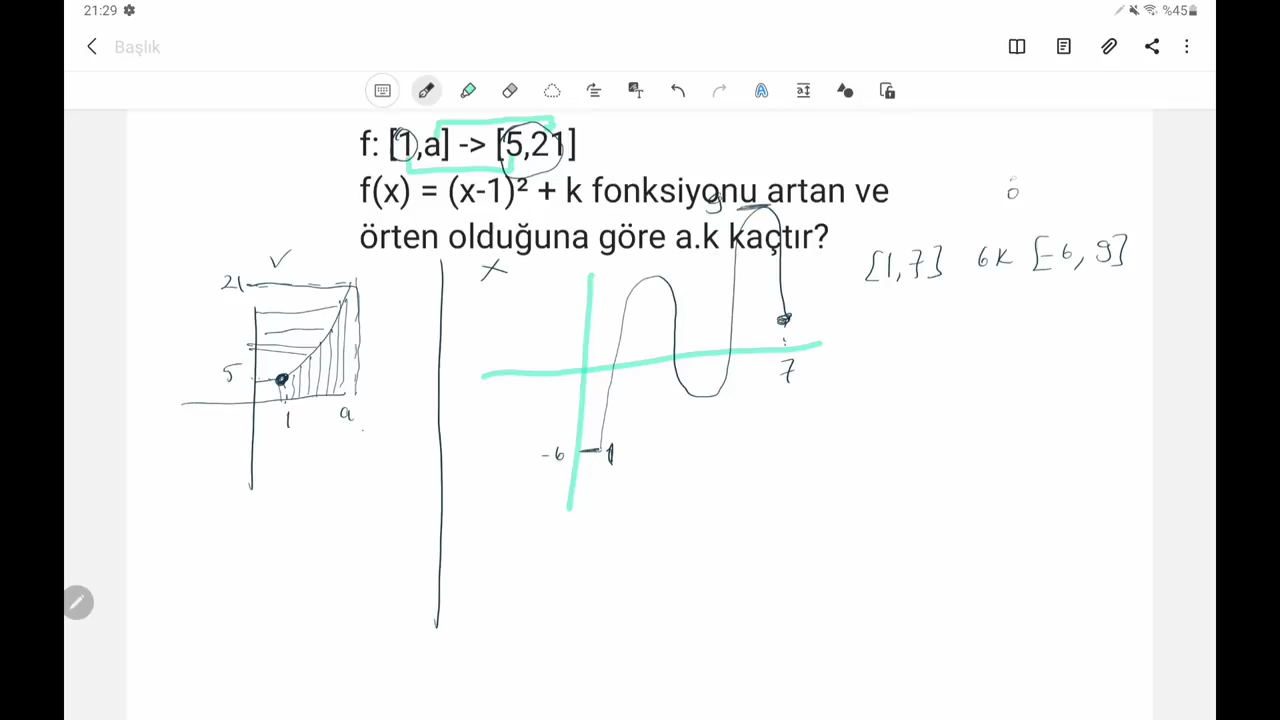 21:29
%45
Başlık
f: [1,a] -> [5,21]
f(x) = (x-1)² + k fonksiyonu artan ve
örten olduğuna göre a.k kaçtır?
ö
9
[1,7] [-6, 9]
21
5
1 a
-6 1
7